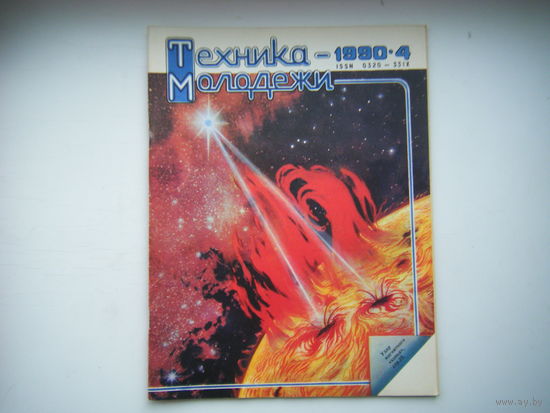 Техника – 1990·4
ISSN 0320–331X
Молодежи
www.ay.by